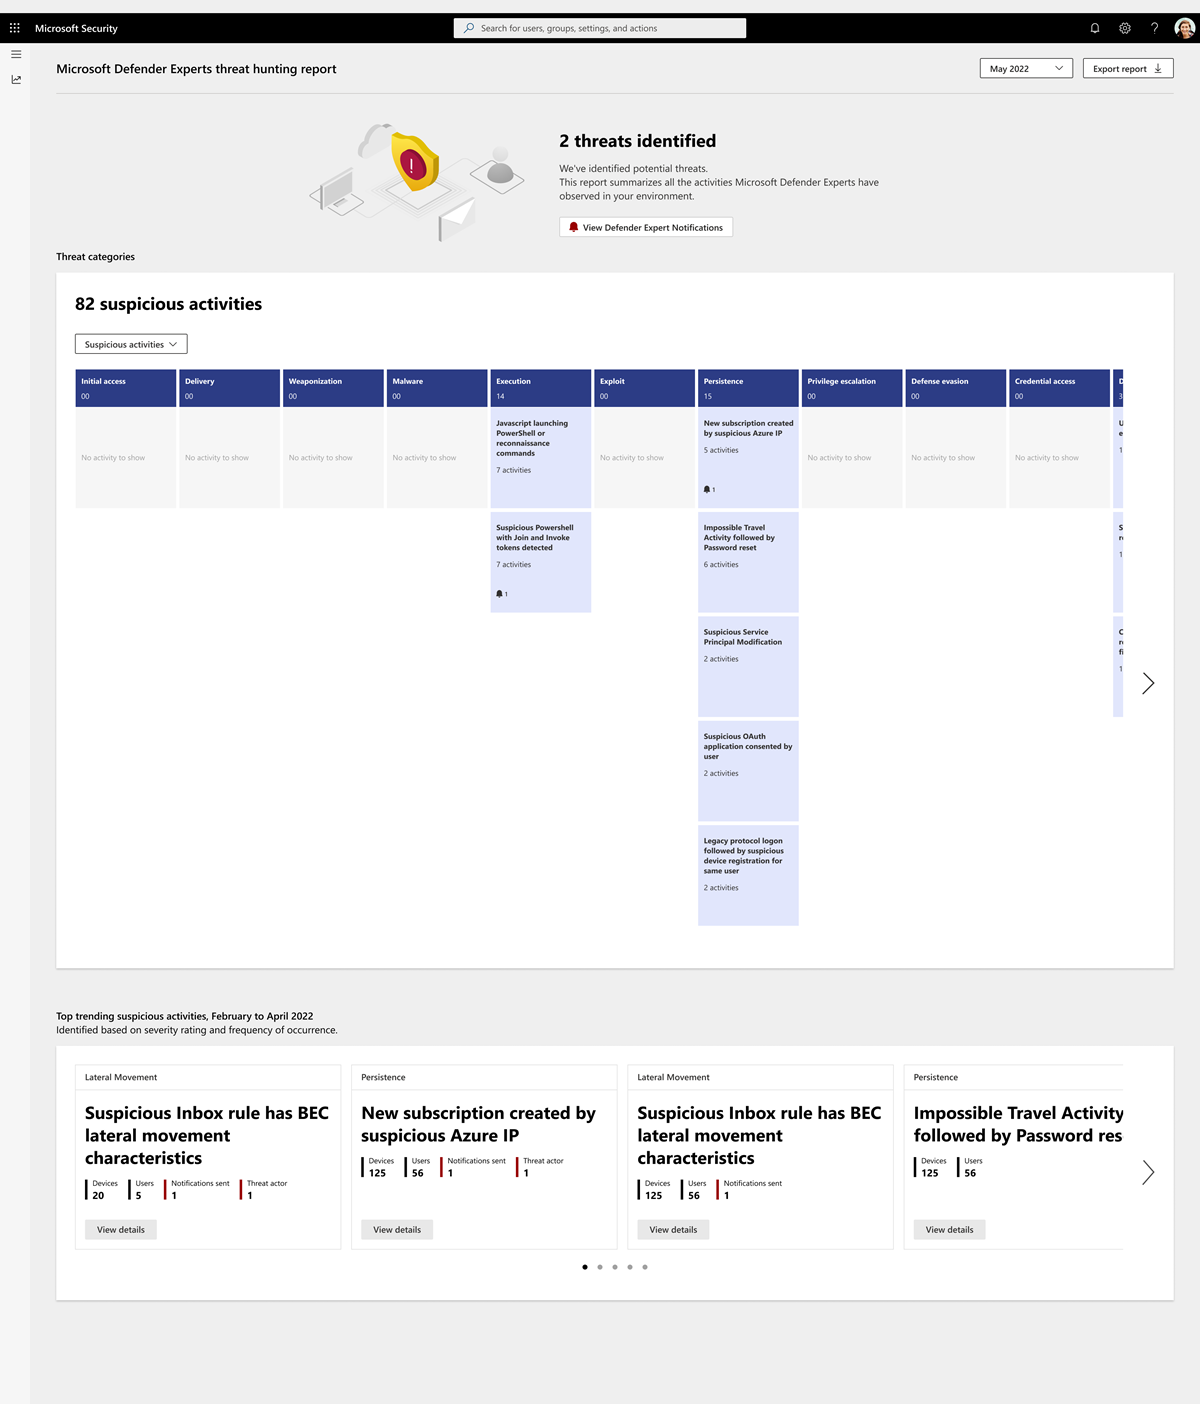 Microsoft Security
Search for users, groups, settings, and actions
Microsoft Defender Experts threat hunting report
May 2022
Export report
2 threats identified
We've identified potential threats.
This report summarizes all the activities Microsoft Defender Experts have
observed in your environment.
View Defender Expert Notifications
Threat categories
82 suspicious activities
Suspicious activities
Initial access
00
No activity to show
Delivery
00
No activity to show
Weaponization
00
No activity to show
Malware
00
No activity to show
Execution
14
Javascript launching
PowerShell or
reconnaissance
commands
7 activities
Suspicious Powershell
with Join and Invoke
tokens detected
7 activities
1
Exploit
00
No activity to show
Persistence
15
New subscription created
by suspicious Azure IP
5 activities
1
Impossible Travel
Activity followed by
Password reset
6 activities
Suspicious Service
Principal Modification
2 activities
Suspicious OAuth
application consented by
user
2 activities
Legacy protocol logon
followed by suspicious
device registration for
same user
2 activities
Privilege escalation
00
No activity to show
Defense evasion
00
No activity to show
Credential access
00
No activity to show
Top trending suspicious activities, February to April 2022
Identified based on severity rating and frequency of occurrence.
Lateral Movement
Suspicious Inbox rule has BEC
lateral movement
characteristics
Devices Users Notifications sent Threat actor
20 5 1 1
View details
Persistence
New subscription created by
suspicious Azure IP
Devices Users Notifications sent Threat actor
125 56 1 1
View details
Lateral Movement
Suspicious Inbox rule has BEC
lateral movement
characteristics
Devices Users Notifications sent
125 56 1
View details
Persistence
Impossible Travel Activity
followed by Password res
Devices Users
125 56
View details